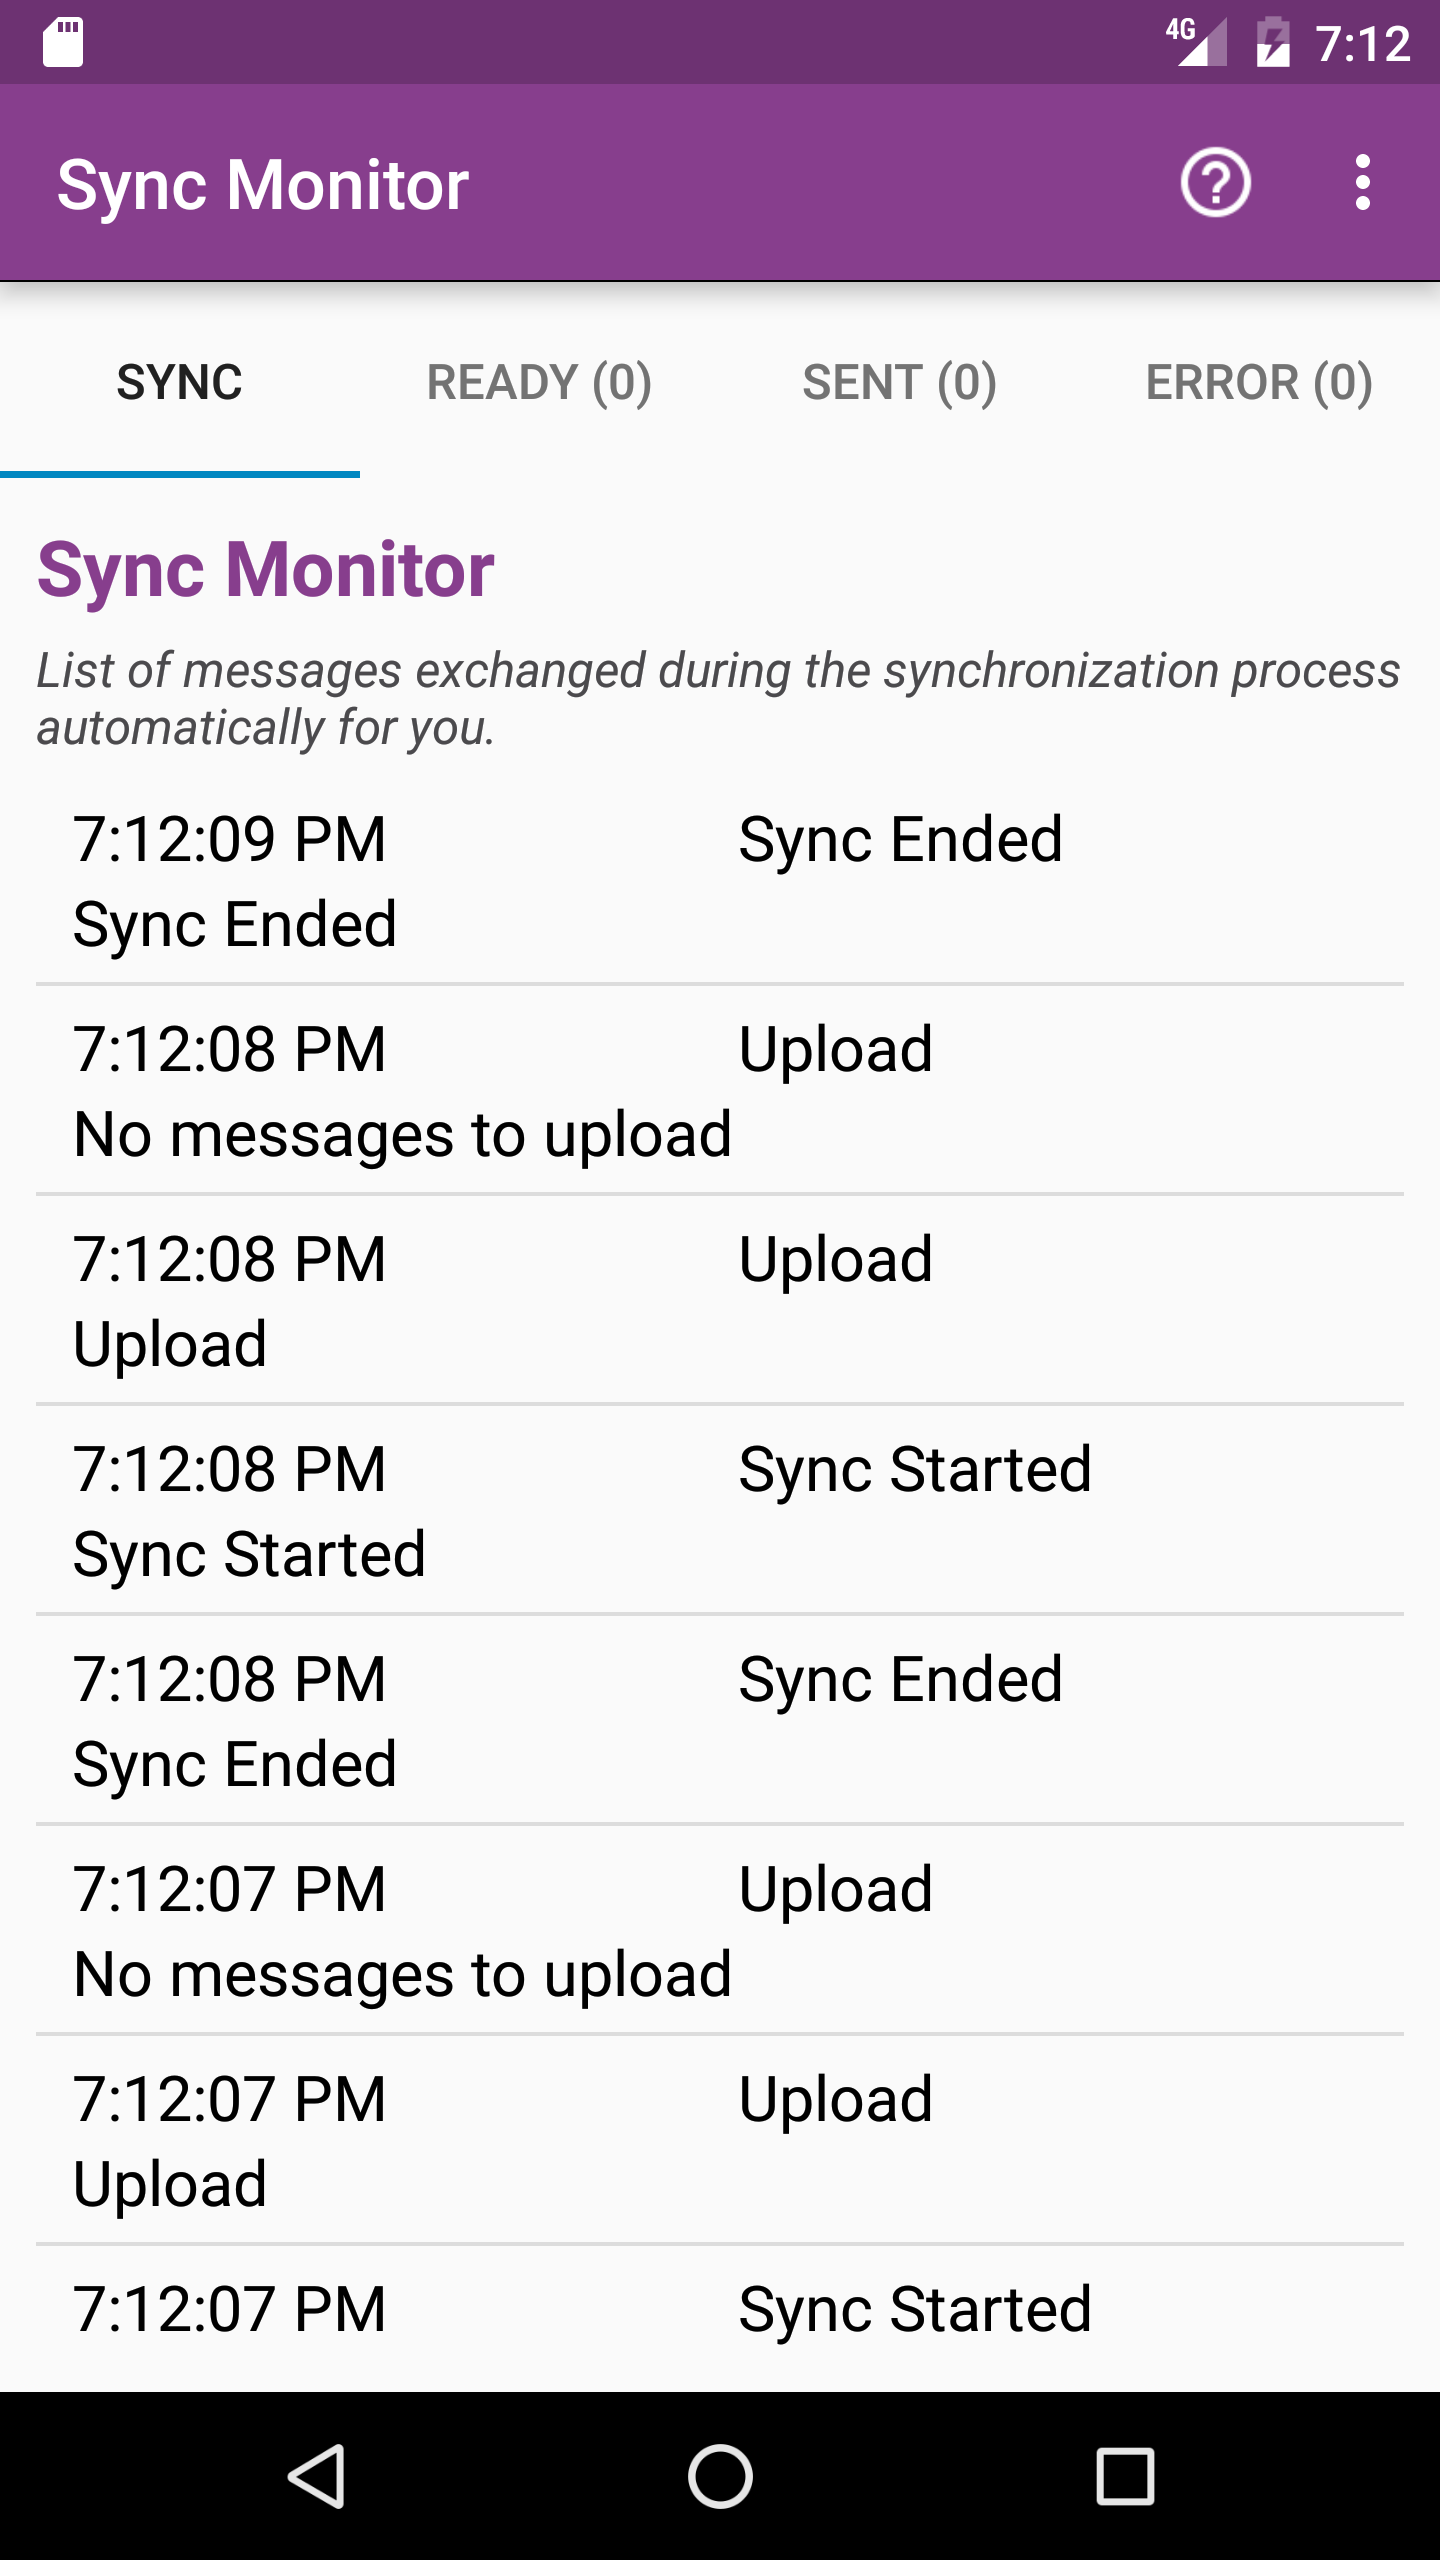 4G 7:12
Sync Monitor
SYNC READY (0) SENT (0) ERROR (0)
Sync Monitor
List of messages exchanged during the synchronization process
automatically for you.
7:12:09 PM Sync Ended
Sync Ended
7:12:08 PM Upload
No messages to upload
7:12:08 PM Upload
Upload
7:12:08 PM Sync Started
Sync Started
7:12:08 PM Sync Ended
Sync Ended
7:12:07 PM Upload
No messages to upload
7:12:07 PM Upload
Upload
7:12:07 PM Sync Started